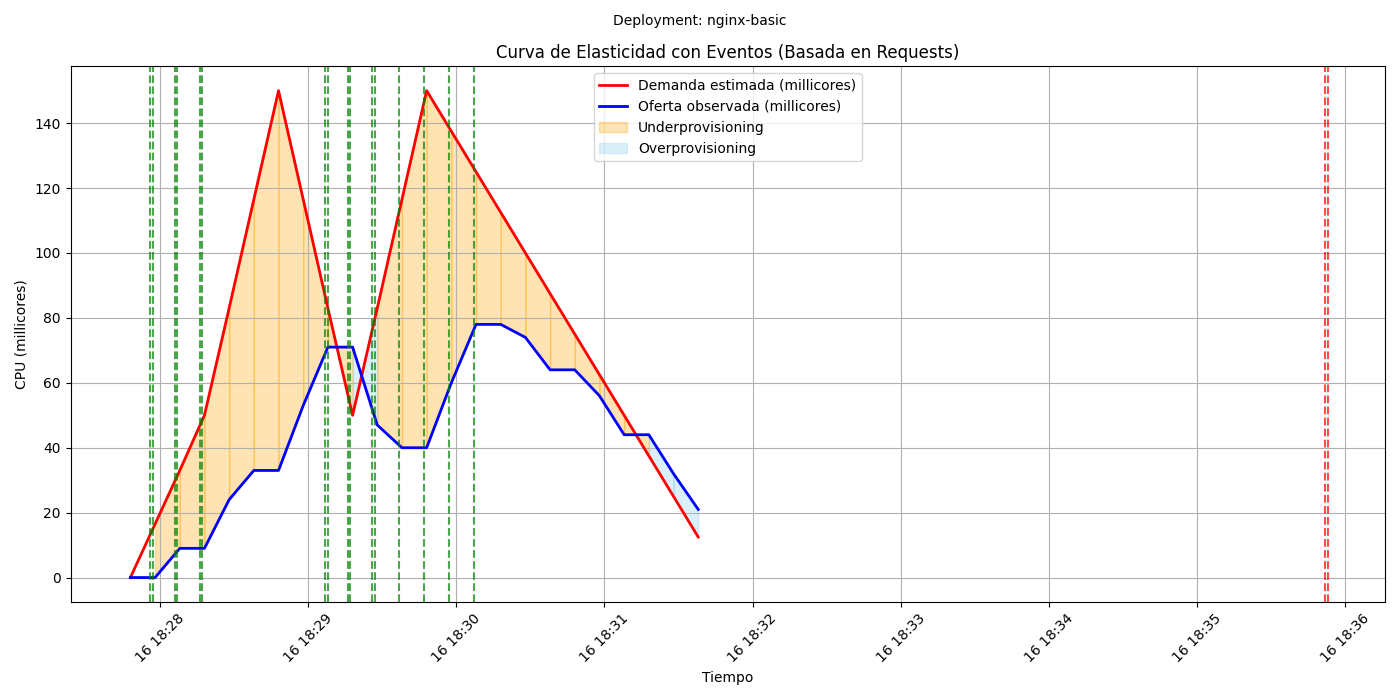 Deployment: nginx-basic
Curva de Elasticidad con Eventos (Basada en Requests)
Demanda estimada (millicores)
Oferta observada (millicores)
Underprovisioning
Overprovisioning
CPU (millicores)
140
120
100
80
60
40
20
0
16 18:28
16 18:29
16 18:30
16 18:31
16 18:32
16 18:33
16 18:34
16 18:35
16 18:36
Tiempo